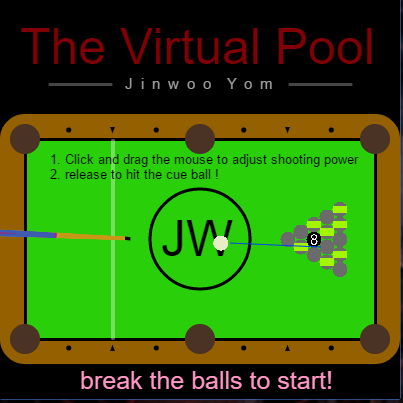 The Virtual Pool
Jinwoo Yom
1. Click and drag the mouse to adjust shooting power
2. release to hit the cue ball !
JW
8
break the balls to start!